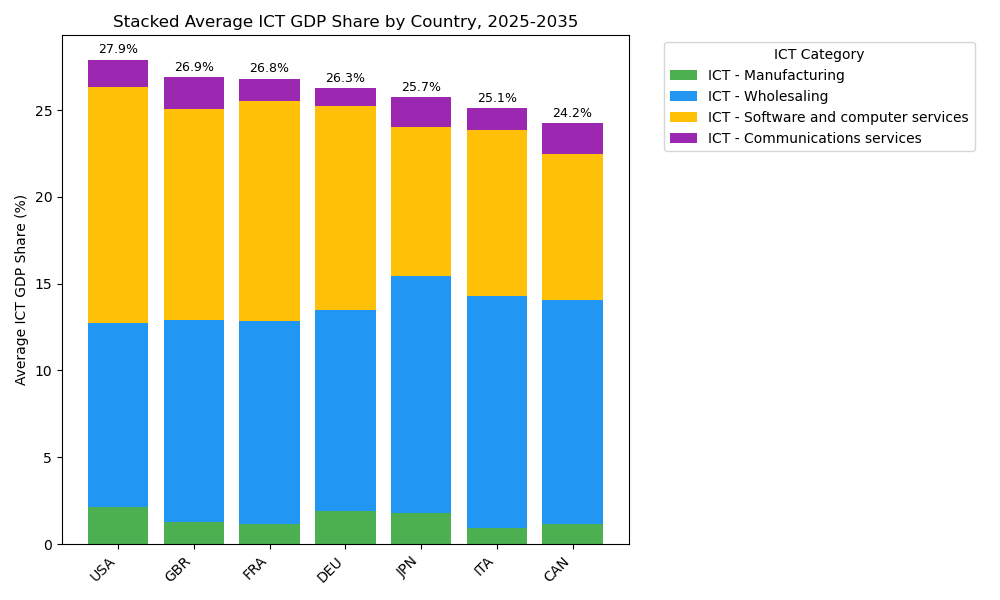 Stacked Average ICT GDP Share by Country, 2025-2035
27.9%
26.9%
26.8%
26.3%
25.7%
25.1%
24.2%
25
20
15
10
5
0
Average ICT GDP Share (%)
USA
GBR
FRA
DEU
JPN
ITA
CAN
ICT Category
ICT - Manufacturing
ICT - Wholesaling
ICT - Software and computer services
ICT - Communications services